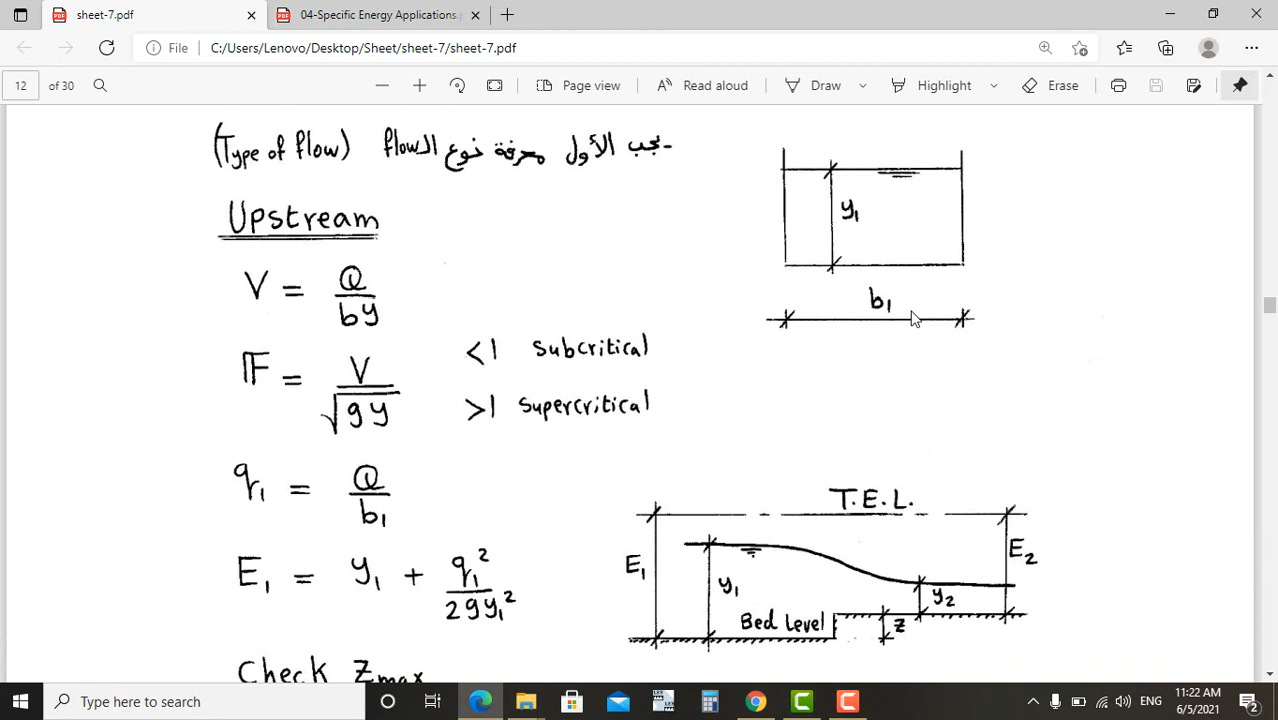 sheet-7.pdf
04-Specific Energy Applications.
File C:/Users/Lenovo/Desktop/Sheet/sheet-7/sheet-7.pdf
12 of 30 Page view Read aloud Draw Highlight Erase
- يجب الأول معرفة نوع الـ flow (Type of flow)
Upstream
V = Q / by
F = V / √gy
<1 subcritical
>1 supercritical
q1 = Q / b1
E1 = y1 + q1² / 2gy1²
Check Zmax
y1
b1
T.E.L.
E1
y1
Bed Level
Z
y2
E2
Type here to search
ENG
11:22 AM
6/5/2021
2